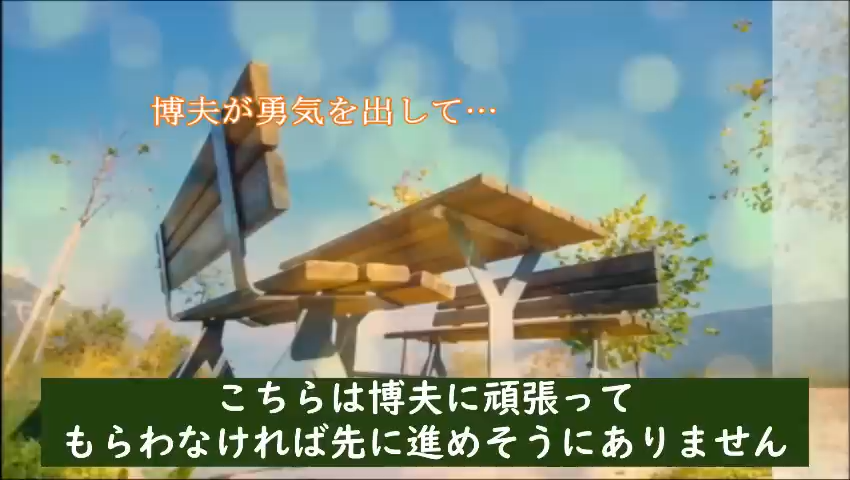 博夫が勇気を出して…
こちらは博夫に頑張って
もらわなければ先に進めそうにありません